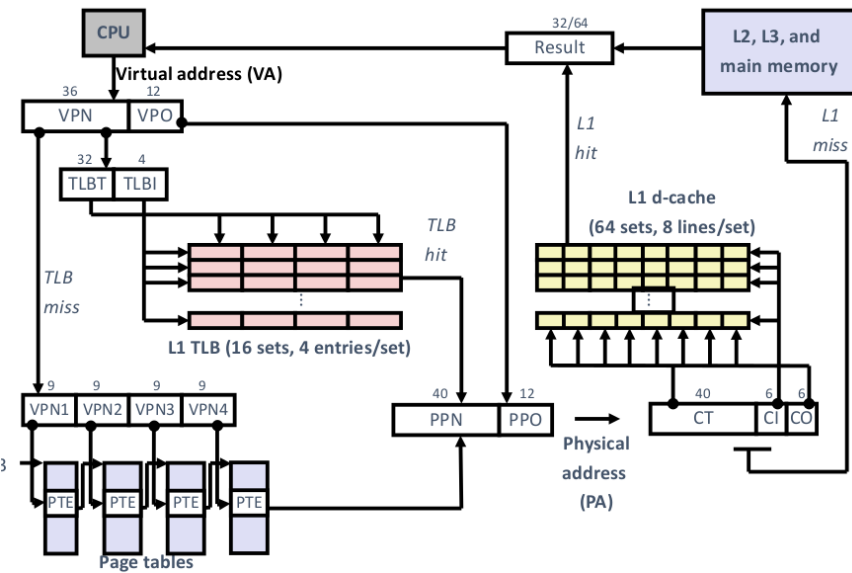 CPU
32/64
Result
L2, L3, and
main memory
Virtual address (VA)
36
12
VPN
VPO
L1
hit
L1
miss
32
4
TLBT
TLBI
L1 d-cache
(64 sets, 8 lines/set)
TLB
hit
TLB
miss
...
...
L1 TLB (16 sets, 4 entries/set)
9
9
9
9
VPN1
VPN2
VPN3
VPN4
40
12
PPN
PPO
40
6
6
CT
CI
CO
Physical
address
(PA)
PTE
PTE
PTE
PTE
Page tables